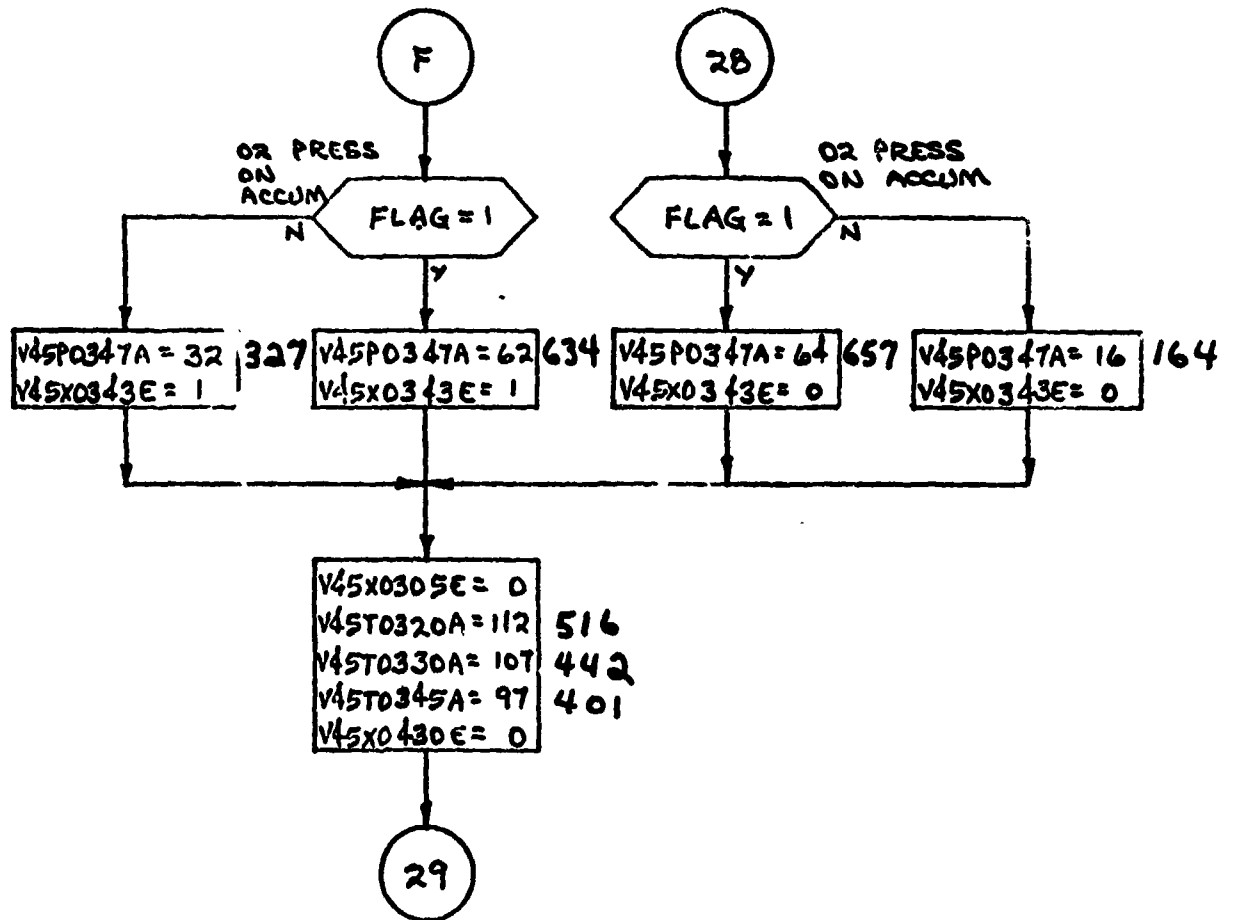 F
28
02 PRESS
ON
ACCUM
02 PRESS
ON ACCUM
FLAG = 1
FLAG = 1
N
Y
Y
N
V45P0347A = 32 327
V45X0343E = 1
V45P0347A = 62 634
V45X0343E = 1
V45P0347A = 64 657
V45X0343E = 0
V45P0347A = 16 164
V45X0343E = 0
V45X0305E = 0
V45T0320A = 112 516
V45T0330A = 107 442
V45T0345A = 97 401
V45X0430E = 0
29